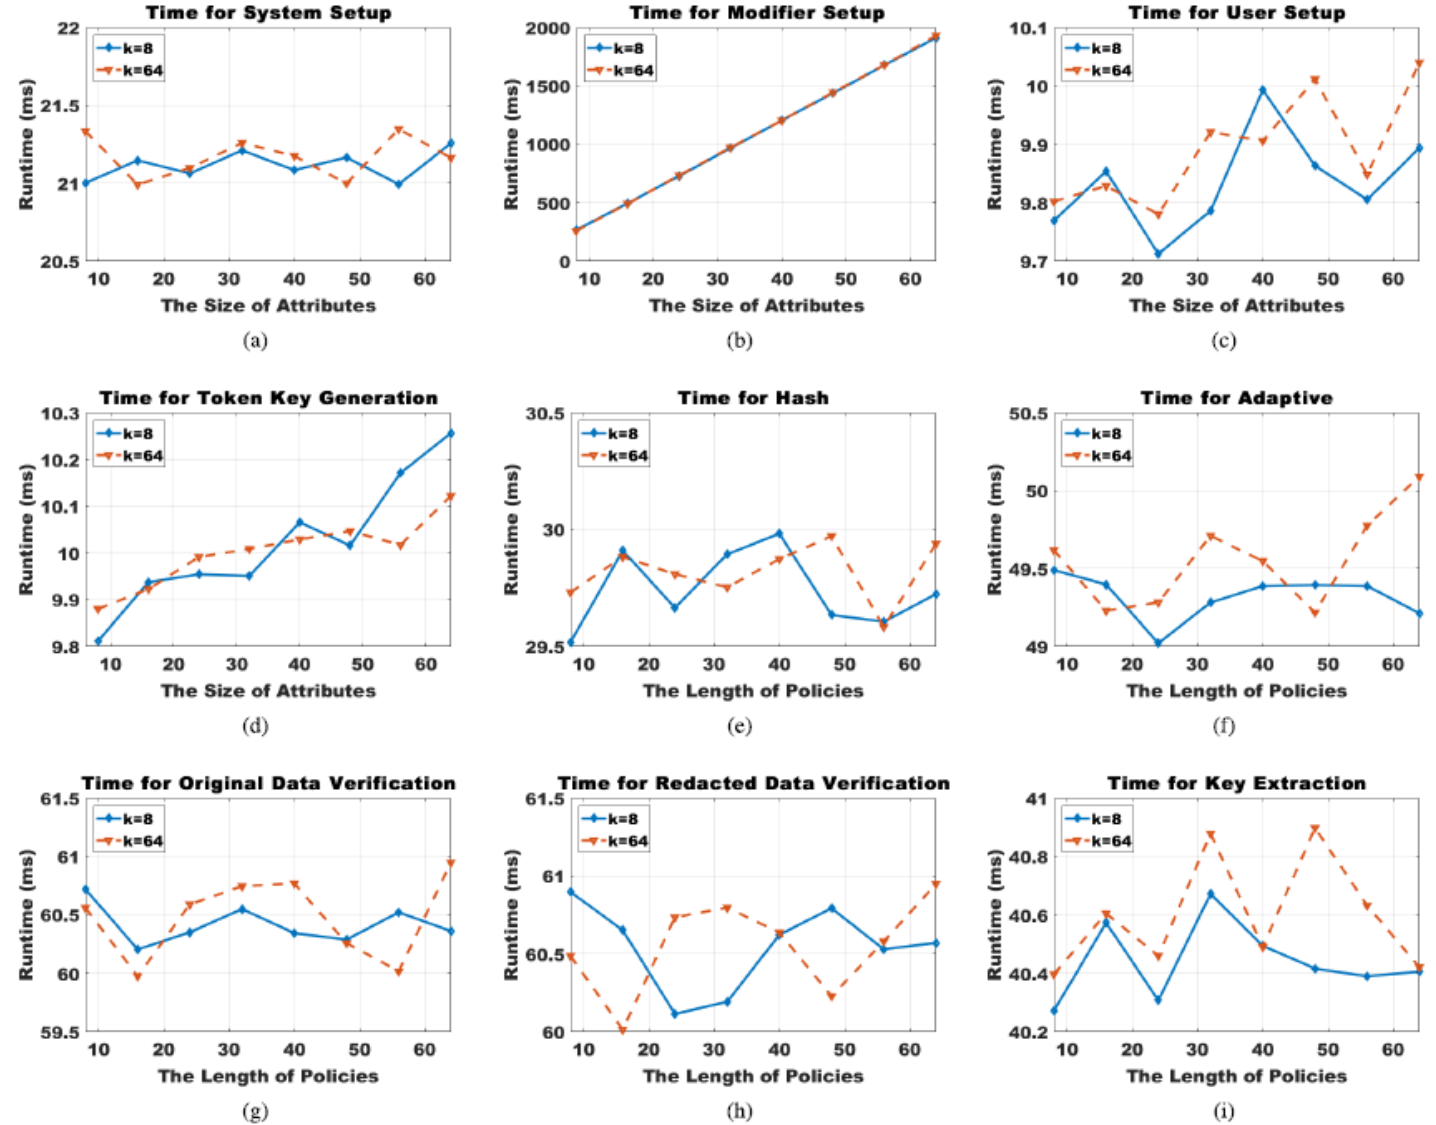 Time for System Setup
22
21.5
21
20.5
Runtime (ms)
k=8
k=64
10 20 30 40 50 60
The Size of Attributes
(a)
Time for Modifier Setup
2000
1500
1000
500
0
Runtime (ms)
k=8
k=64
10 20 30 40 50 60
The Size of Attributes
(b)
Time for User Setup
10.1
10
9.9
9.8
9.7
Runtime (ms)
k=8
k=64
10 20 30 40 50 60
The Size of Attributes
(c)
Time for Token Key Generation
10.3
10.2
10.1
10
9.9
9.8
Runtime (ms)
k=8
k=64
10 20 30 40 50 60
The Size of Attributes
(d)
Time for Hash
30.5
30
29.5
Runtime (ms)
k=8
k=64
10 20 30 40 50 60
The Length of Policies
(e)
Time for Adaptive
50.5
50
49.5
49
Runtime (ms)
k=8
k=64
10 20 30 40 50 60
The Length of Policies
(f)
Time for Original Data Verification
61.5
61
60.5
60
59.5
Runtime (ms)
k=8
k=64
10 20 30 40 50 60
The Length of Policies
(g)
Time for Redacted Data Verification
61.5
61
60.5
60
Runtime (ms)
k=8
k=64
10 20 30 40 50 60
The Length of Policies
(h)
Time for Key Extraction
41
40.8
40.6
40.4
40.2
Runtime (ms)
k=8
k=64
10 20 30 40 50 60
The Length of Policies
(i)